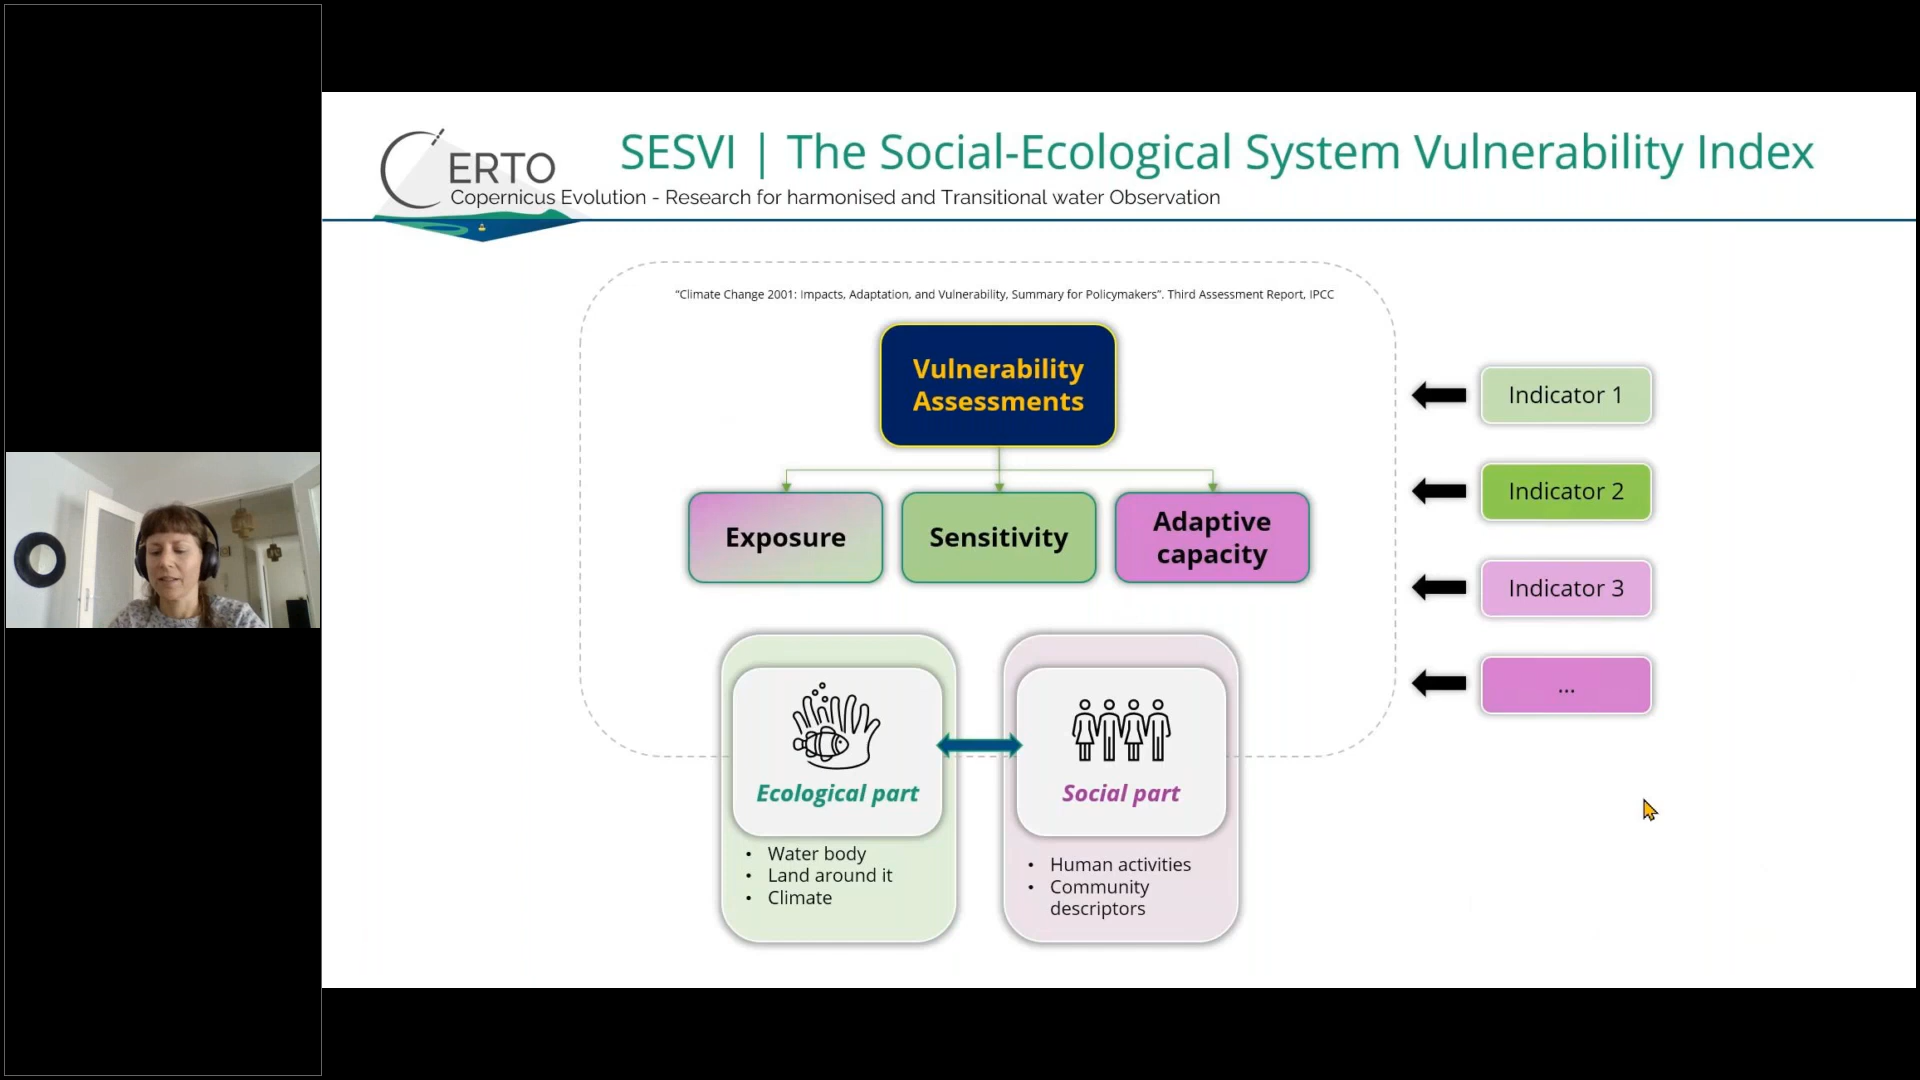 CERTO
SESVI | The Social-Ecological System Vulnerability Index
Copernicus Evolution - Research for harmonised and Transitional water Observation
“Climate Change 2001: Impacts, Adaptation, and Vulnerability, Summary for Policymakers”. Third Assessment Report, IPCC
Vulnerability
Assessments
Exposure
Sensitivity
Adaptive
capacity
Ecological part
• Water body
• Land around it
• Climate
Social part
• Human activities
• Community
descriptors
Indicator 1
Indicator 2
Indicator 3
...